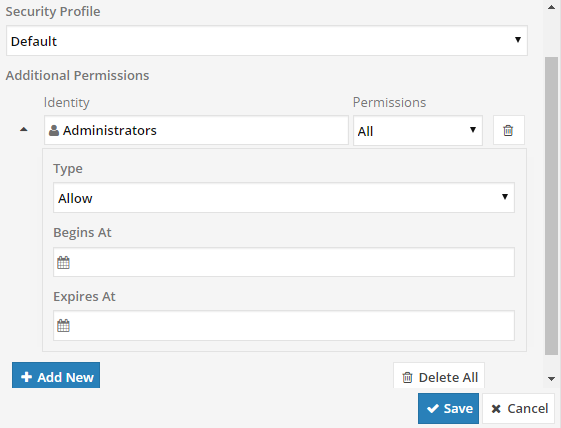 Security Profile
Default
Additional Permissions
Identity Permissions
Administrators All
Type
Allow
Begins At
Expires At
Add New Delete All
Save Cancel